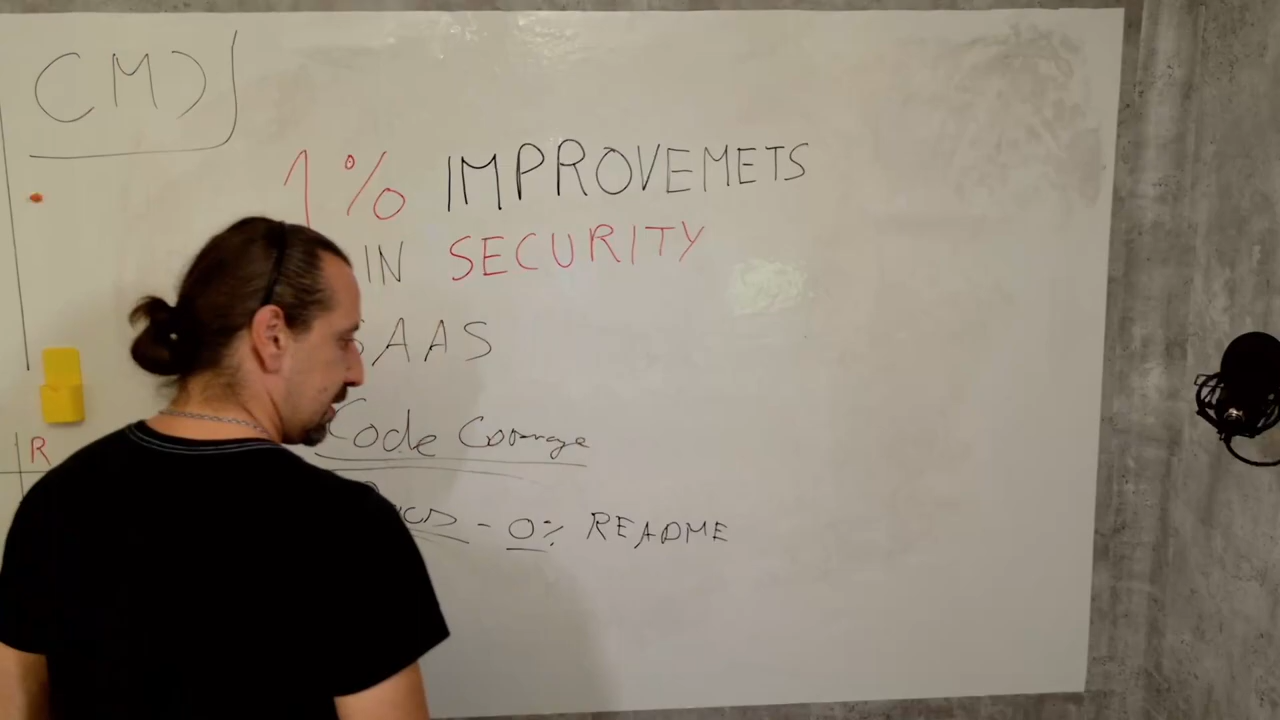 CMD
1% IMPROVEMETS
IN SECURITY
SAAS
Code Coverage
- 0% README
R